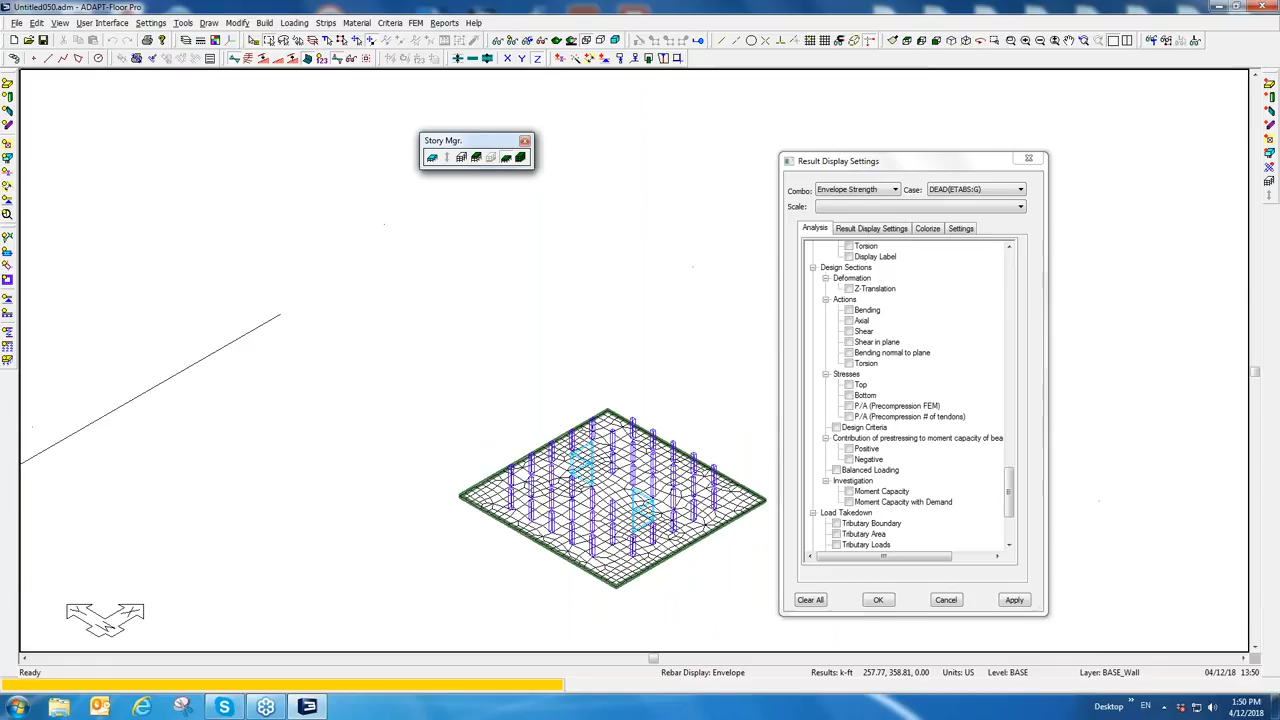 Untitled050.adm - ADAPT-Floor Pro
File Edit View User Interface Settings Tools Draw Modify Build Loading Strips Material Criteria FEM Reports Help
X Y Z
Story Mgr.
Result Display Settings
Combo: Envelope Strength Case: DEAD(ETABS:G)
Scale:
Analysis Result Display Settings Colorize Settings
Torsion
Display Label
Design Sections
Deformation
Z-Translation
Actions
Bending
Axial
Shear
Shear in plane
Bending normal to plane
Torsion
Stresses
Top
Bottom
P/A (Precompression FEM)
P/A (Precompression # of tendons)
Design Criteria
Contribution of prestressing to moment capacity of bea
Positive
Negative
Balanced Loading
Investigation
Moment Capacity
Moment Capacity with Demand
Load Takedown
Tributary Boundary
Tributary Area
Tributary Loads
Clear All OK Cancel Apply
Ready Rebar Display: Envelope Results: k-ft 257.77, 358.81, 0.00 Units: US Level: BASE Layer: BASE_Wall 04/12/18 13:50
Desktop » EN 1:50 PM
4/12/2018